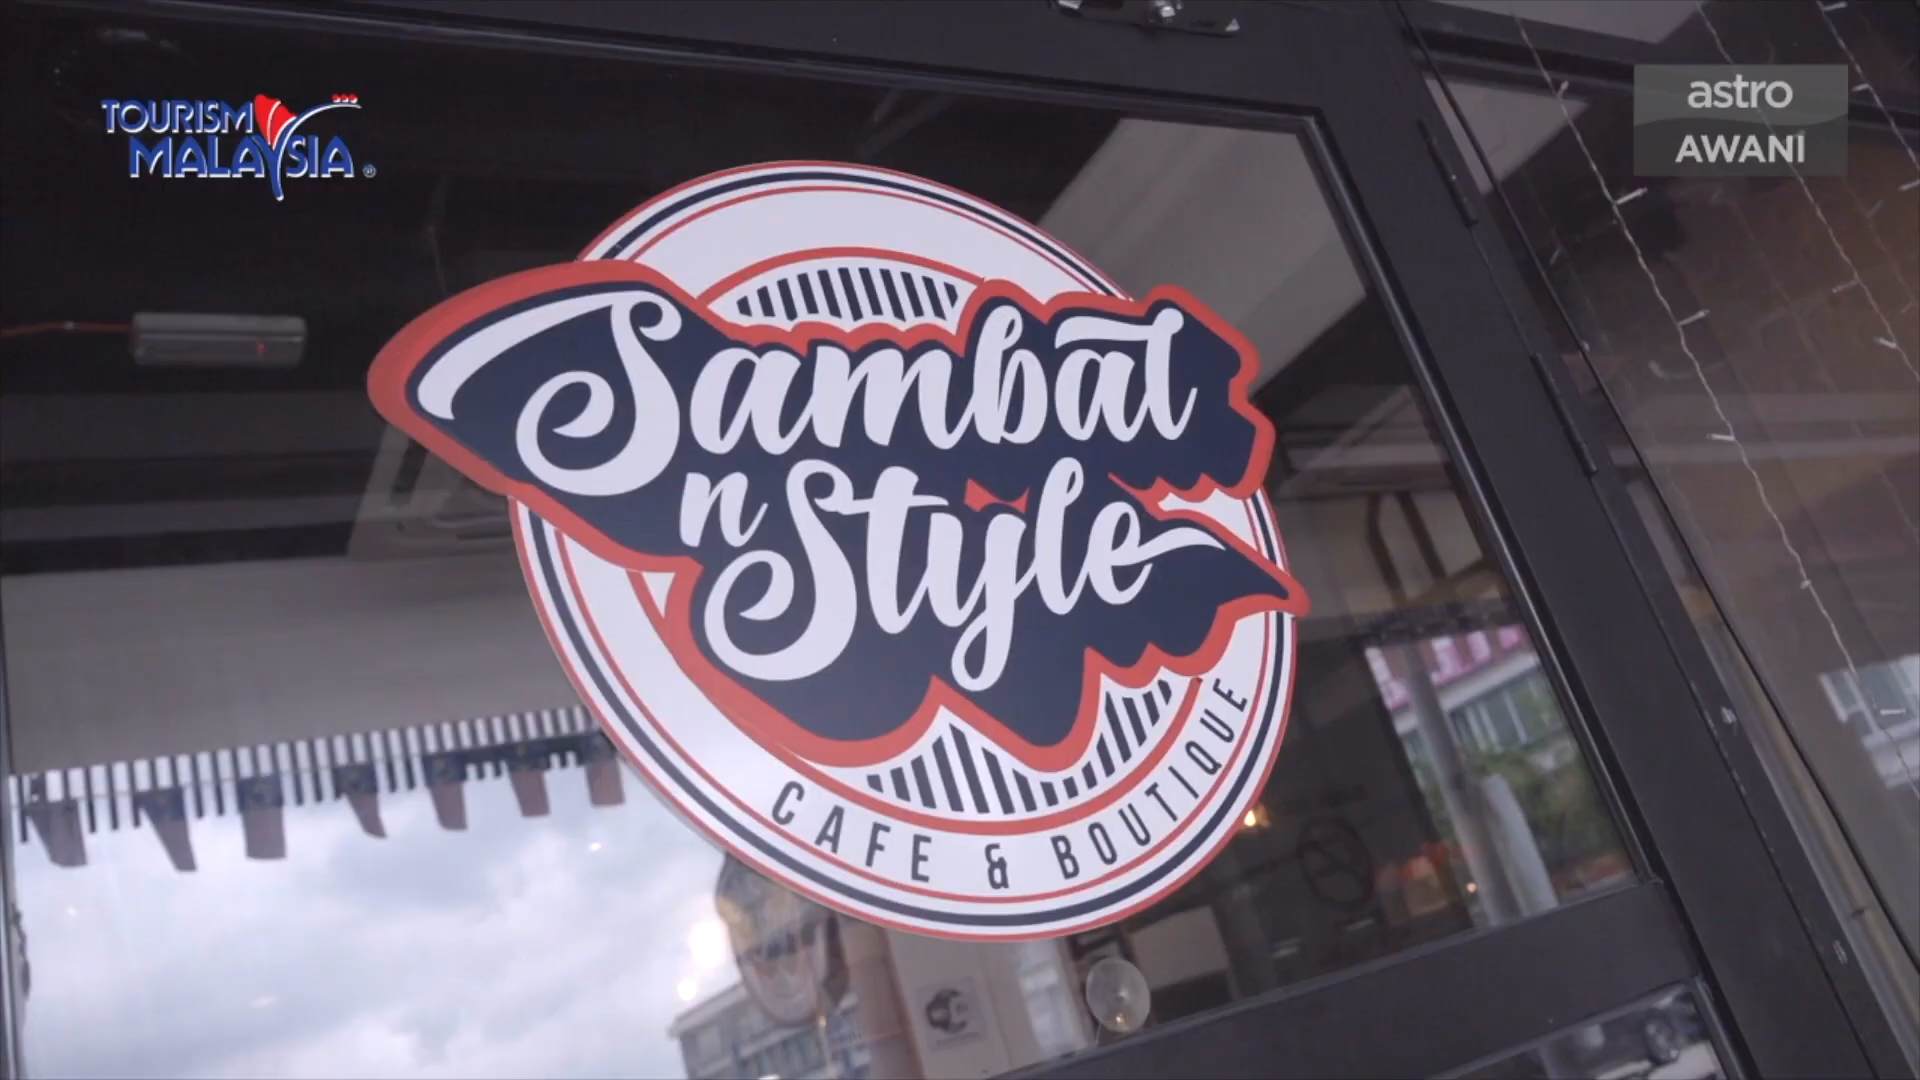 TOURISM
MALAYSIA
astro
AWANI
Sambal
n Style
CAFE & BOUTIQUE